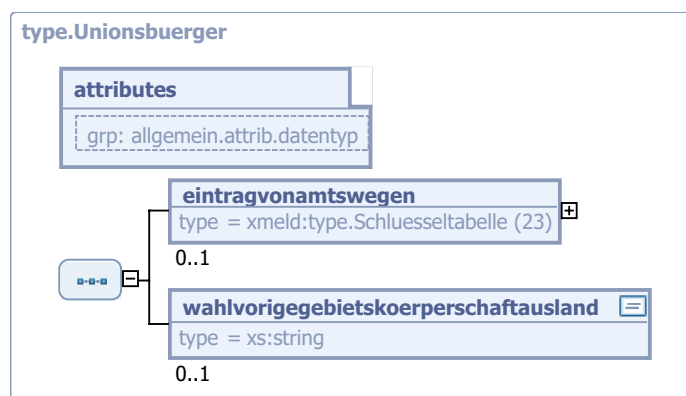 type.Unionsbuerger
attributes
grp: allgemein.attrib.datentyp
eintragvonamtswegen
type = xmeld:type.Schluesseltabelle (23)
0..1
wahlvorigegebietskoerperschaftausland
type = xs:string
0..1